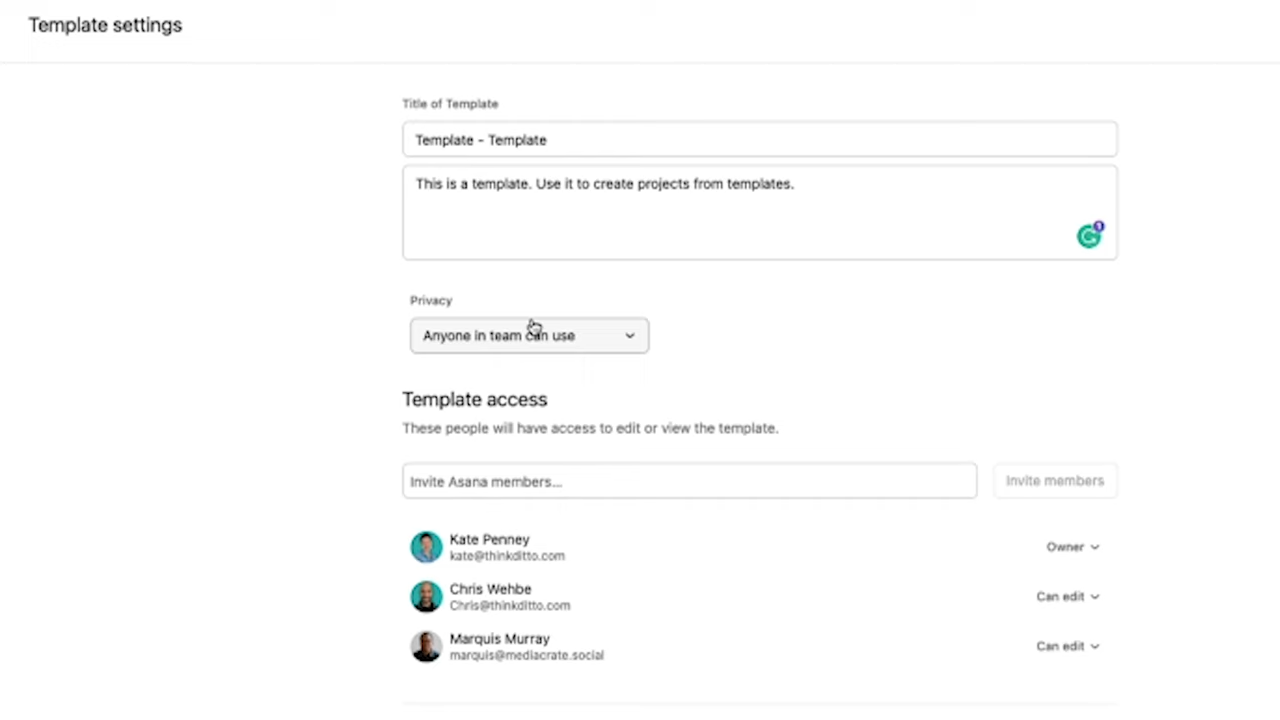 Template settings
Title of Template
Template - Template
This is a template. Use it to create projects from templates.
1
Privacy
Anyone in team can use
Template access
These people will have access to edit or view the template.
Invite Asana members...
Invite members
Kate Penney
kate@thinkditto.com
Owner
Chris Wehbe
Chris@thinkditto.com
Can edit
Marquis Murray
marquis@mediacrate.social
Can edit